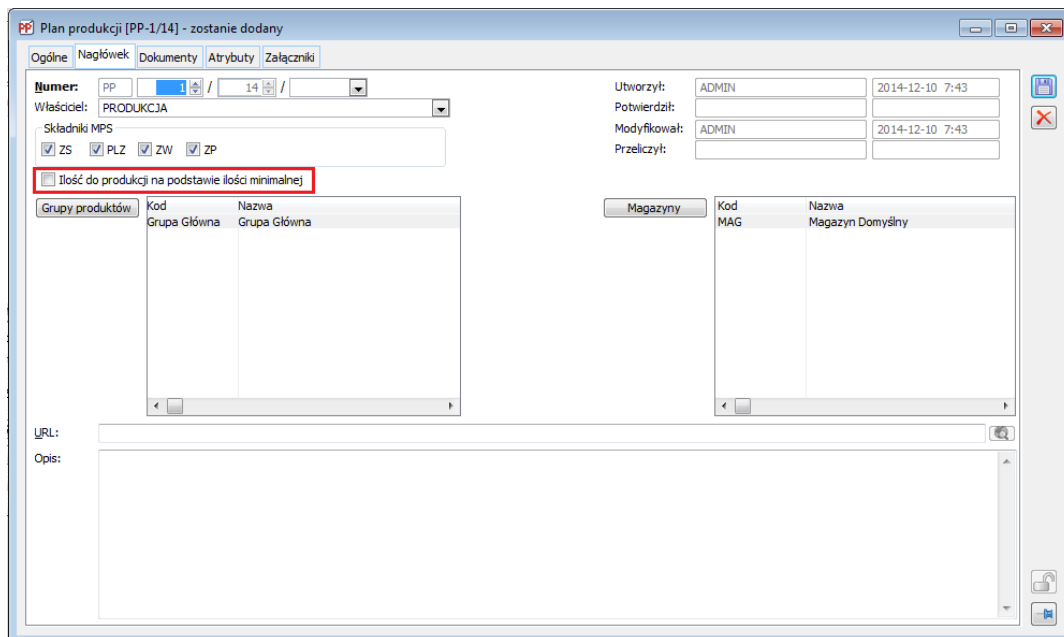 Plan produkcji [PP-1/14] - zostanie dodany
Ogólne Nagłówek Dokumenty Atrybuty Załączniki
Numer: PP 1 / 14 / Utworzył: ADMIN 2014-12-10 7:43
Właściciel: PRODUKCJA Potwierdził:
Składniki MPS Modyfikował: ADMIN 2014-12-10 7:43
ZS PLZ ZW ZP Przeliczył:
Ilość do produkcji na podstawie ilości minimalnej
Grupy produktów Kod Nazwa Magazyny Kod Nazwa
Grupa Główna Grupa Główna MAG Magazyn Domyślny
URL:
Opis: